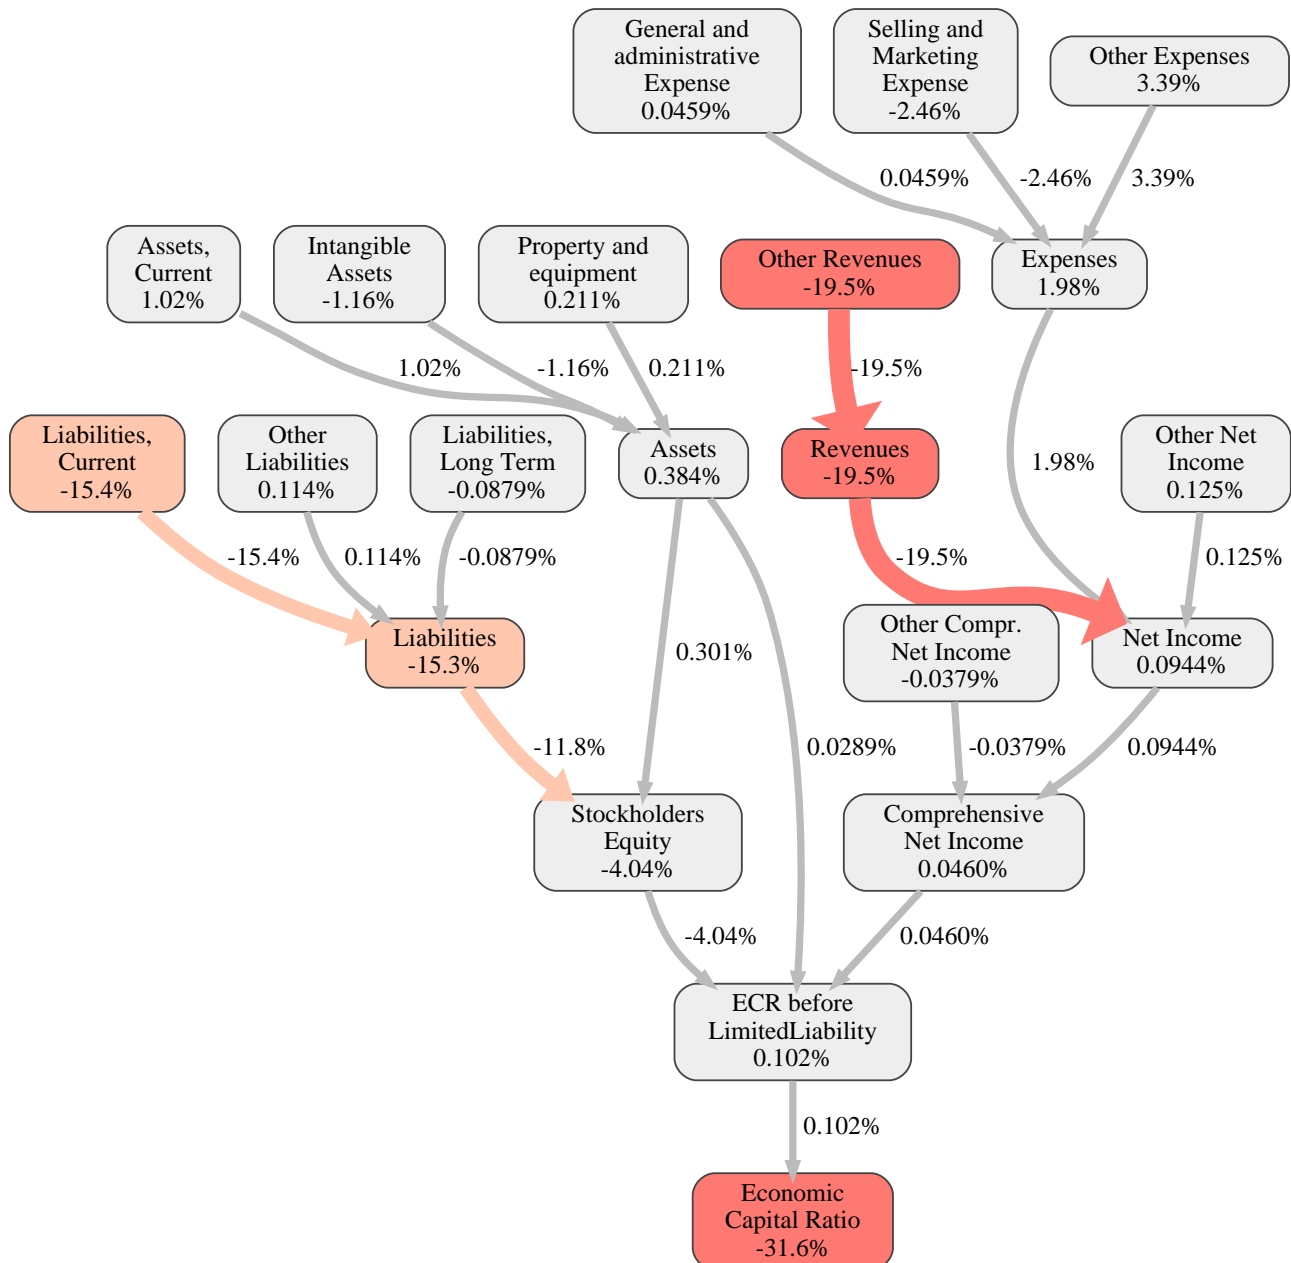 General and
administrative
Expense
0.0459%
Selling and
Marketing
Expense
-2.46%
Other Expenses
3.39%
0.0459%
-2.46%
3.39%
Assets,
Current
1.02%
Intangible
Assets
-1.16%
Property and
equipment
0.211%
Other Revenues
-19.5%
Expenses
1.98%
1.02%
-1.16%
0.211%
-19.5%
Liabilities,
Current
-15.4%
Other
Liabilities
0.114%
Liabilities,
Long Term
-0.0879%
Assets
0.384%
Revenues
-19.5%
1.98%
Other Net
Income
0.125%
-15.4%
0.114%
-0.0879%
-19.5%
0.125%
Liabilities
-15.3%
0.301%
Other Compr.
Net Income
-0.0379%
Net Income
0.0944%
-11.8%
0.0289%
-0.0379%
0.0944%
Stockholders
Equity
-4.04%
Comprehensive
Net Income
0.0460%
-4.04%
0.0460%
ECR before
LimitedLiability
0.102%
0.102%
Economic
Capital Ratio
-31.6%